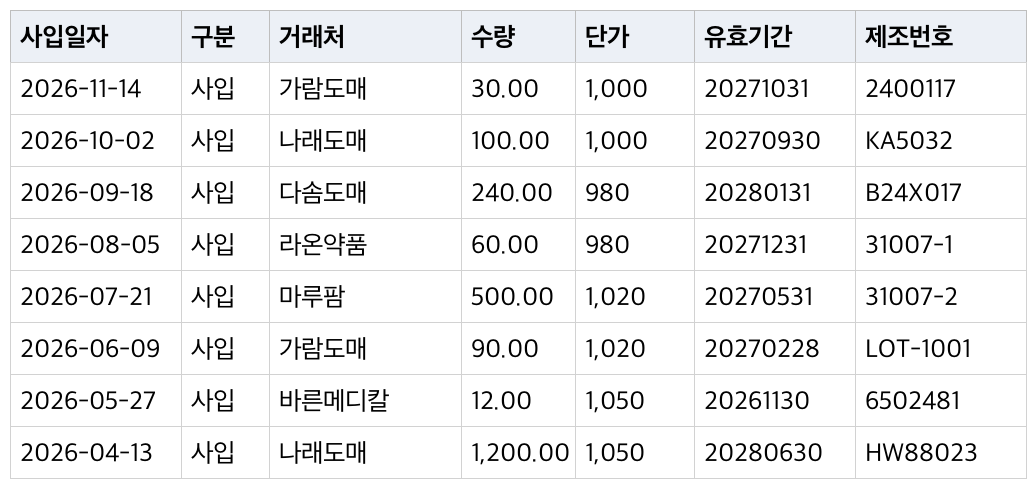 사입일자 구분 거래처 수량 단가 유효기간 제조번호
2026-11-14 사입 가람도매 30.00 1,000 20271031 2400117
2026-10-02 사입 나래도매 100.00 1,000 20270930 KA5032
2026-09-18 사입 다솜도매 240.00 980 20280131 B24X017
2026-08-05 사입 라온약품 60.00 980 20271231 31007-1
2026-07-21 사입 마루팜 500.00 1,020 20270531 31007-2
2026-06-09 사입 가람도매 90.00 1,020 20270228 LOT-1001
2026-05-27 사입 바른메디칼 12.00 1,050 20261130 6502481
2026-04-13 사입 나래도매 1,200.00 1,050 20280630 HW88023